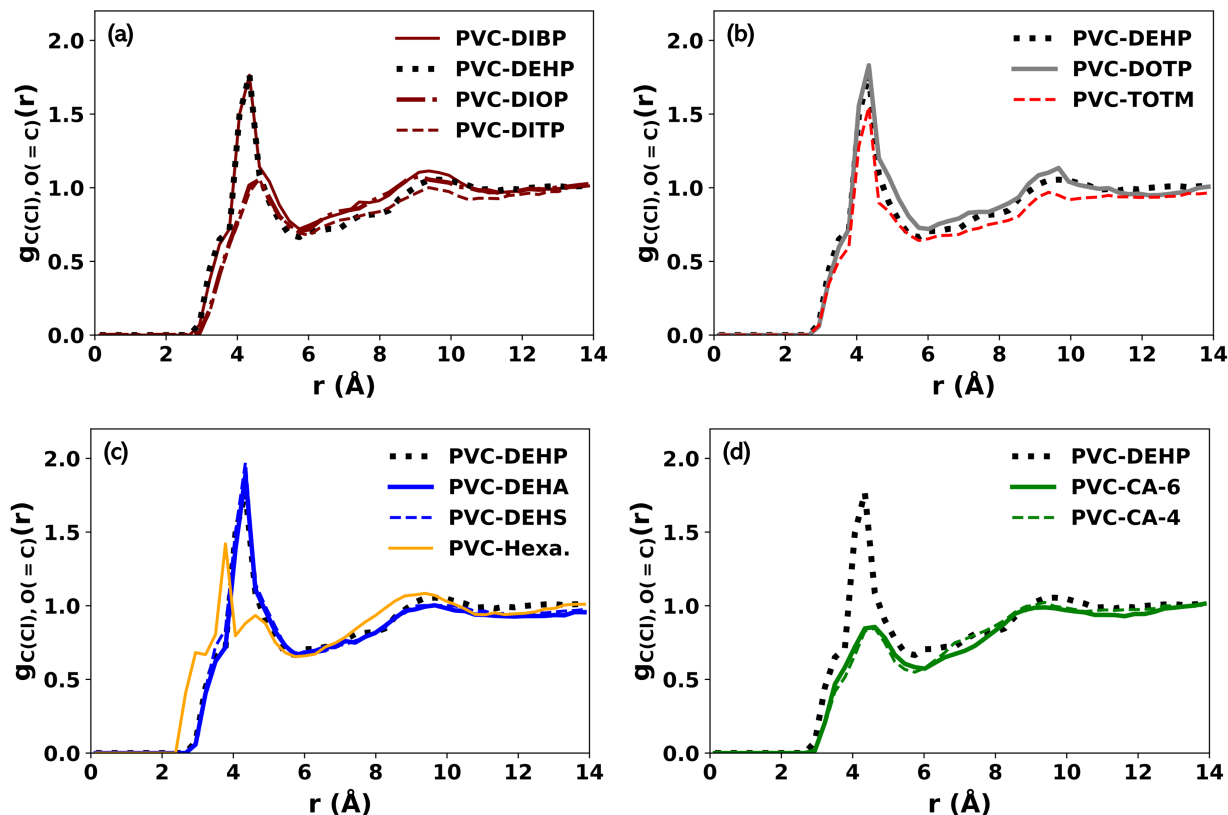 (a)
PVC-DIBP
PVC-DEHP
PVC-DIOP
PVC-DITP
g_C(Cl), O(=C)(r)
2.0
1.5
1.0
0.5
0.0
0 2 4 6 8 10 12 14
r (Å)
(b)
PVC-DEHP
PVC-DOTP
PVC-TOTM
g_C(Cl), O(=C)(r)
2.0
1.5
1.0
0.5
0.0
0 2 4 6 8 10 12 14
r (Å)
(c)
PVC-DEHP
PVC-DEHA
PVC-DEHS
PVC-Hexa.
g_C(Cl), O(=C)(r)
2.0
1.5
1.0
0.5
0.0
0 2 4 6 8 10 12 14
r (Å)
(d)
PVC-DEHP
PVC-CA-6
PVC-CA-4
g_C(Cl), O(=C)(r)
2.0
1.5
1.0
0.5
0.0
0 2 4 6 8 10 12 14
r (Å)